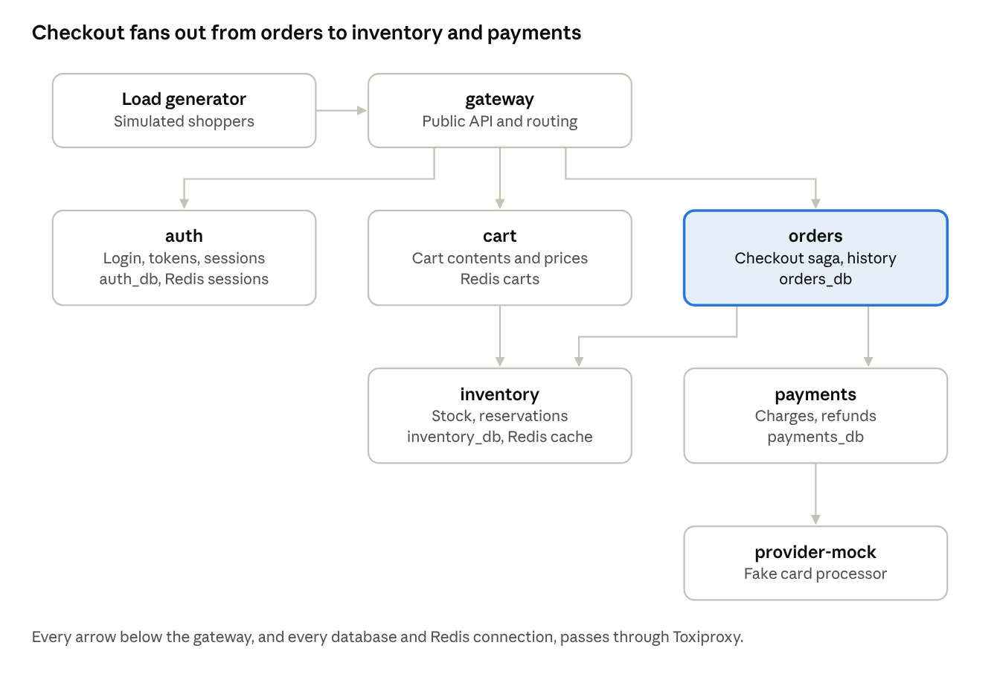 Checkout fans out from orders to inventory and payments
Load generator
Simulated shoppers
gateway
Public API and routing
auth
Login, tokens, sessions
auth_db, Redis sessions
cart
Cart contents and prices
Redis carts
orders
Checkout saga, history
orders_db
inventory
Stock, reservations
inventory_db, Redis cache
payments
Charges, refunds
payments_db
provider-mock
Fake card processor
Every arrow below the gateway, and every database and Redis connection, passes through Toxiproxy.